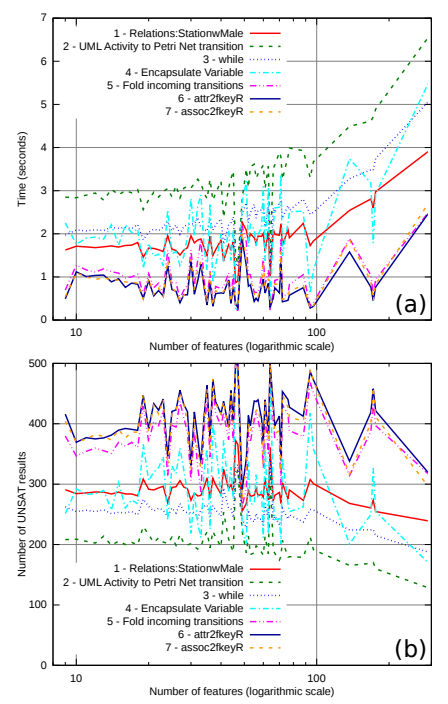 7
6
5
4
3
2
1
0
Time (seconds)
1 - Relations:StationwMale
2 - UML Activity to Petri Net transition
3 - while
4 - Encapsulate Variable
5 - Fold incoming transitions
6 - attr2fkeyR
7 - assoc2fkeyR
(a)
10 100
Number of features (logarithmic scale)
500
400
300
200
100
0
Number of UNSAT results
1 - Relations:StationwMale
2 - UML Activity to Petri Net transition
3 - while
4 - Encapsulate Variable
5 - Fold incoming transitions
6 - attr2fkeyR
7 - assoc2fkeyR
(b)
10 100
Number of features (logarithmic scale)